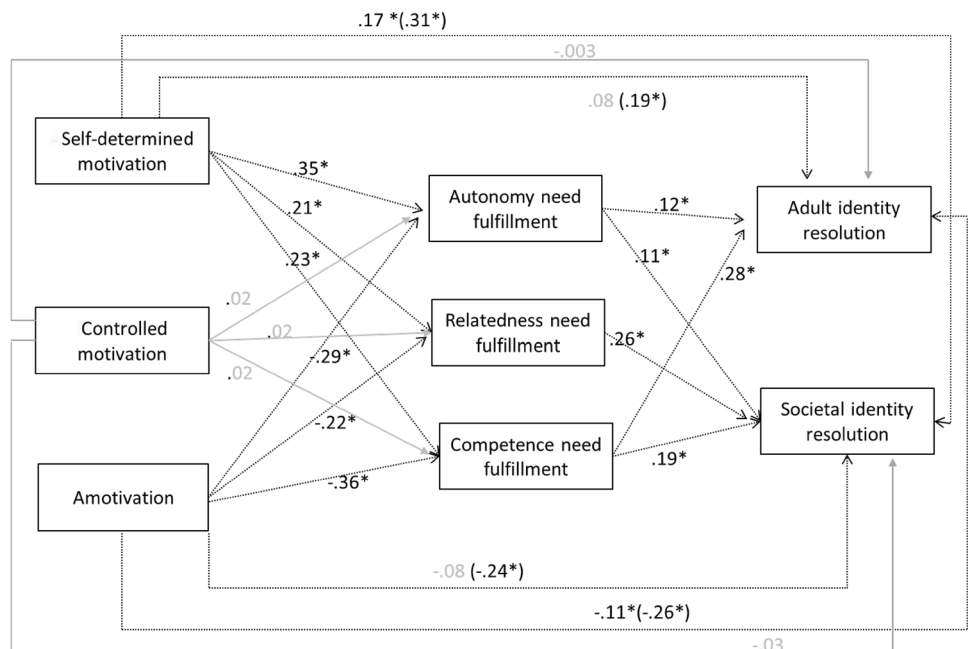 .17 *(.31*)
-.003
.08 (.19*)
Self-determined
motivation
.35*
.21*
.23*
Autonomy need
fulfillment
.12*
.11*
Adult identity
resolution
.28*
.02
Controlled
motivation
.02
.02
Relatedness need
fulfillment
.26*
-.29*
-.22*
-.36*
Competence need
fulfillment
.19*
Societal identity
resolution
Amotivation
-.08 (-.24*)
-.11*(-.26*)
-.03